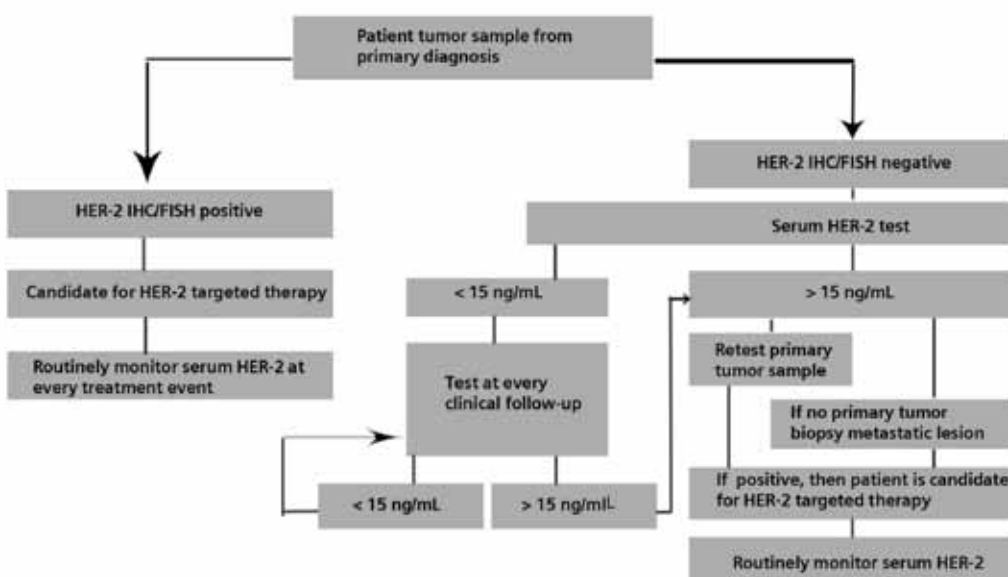 Patient tumor sample from
primary diagnosis
HER-2 IHC/FISH positive
Candidate for HER-2 targeted therapy
Routinely monitor serum HER-2 at
every treatment event
HER-2 IHC/FISH negative
Serum HER-2 test
< 15 ng/mL
> 15 ng/mL
Test at every
clinical follow-up
< 15 ng/mL
> 15 ng/mL
Retest primary
tumor sample
If no primary tumor
biopsy metastatic lesion
If positive, then patient is candidate
for HER-2 targeted therapy
Routinely monitor serum HER-2